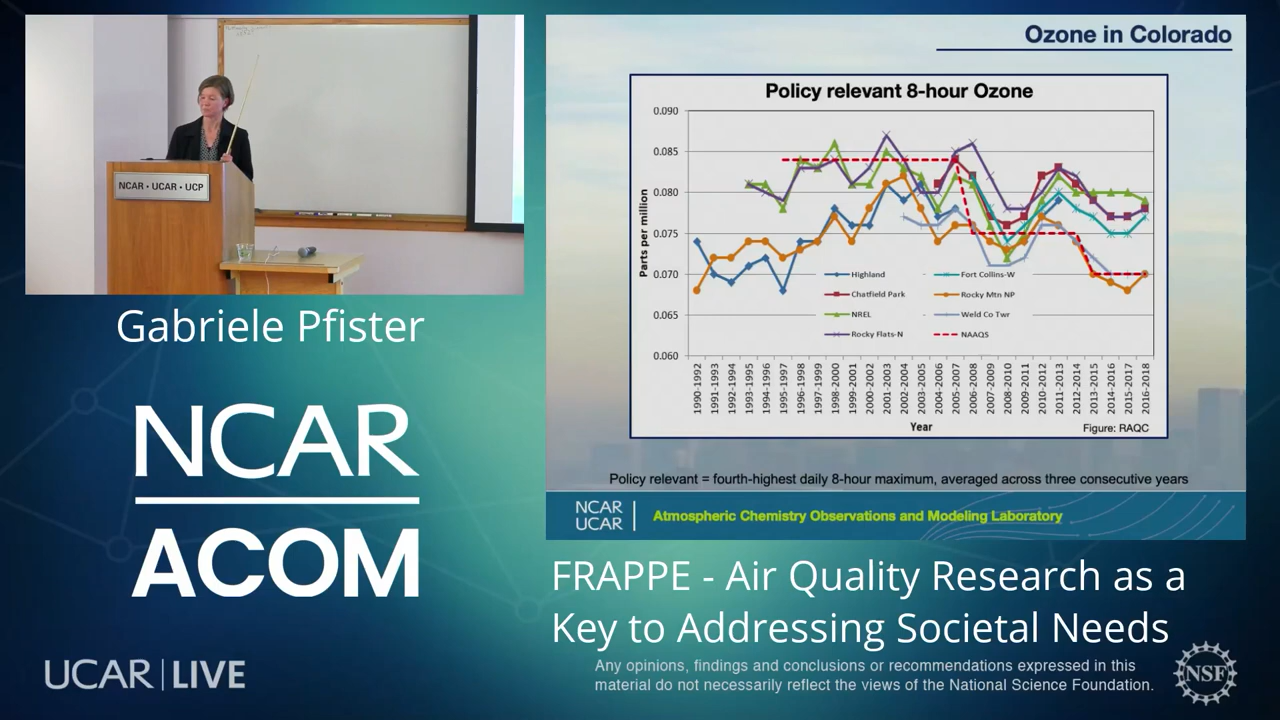 NCAR • UCAR • UCP
Gabriele Pfister
NCAR
ACOM
UCAR | LIVE
Ozone in Colorado
Policy relevant 8-hour Ozone
Parts per million
0.090
0.085
0.080
0.075
0.070
0.065
0.060
Highland
Fort Collins-W
Chatfield Park
Rocky Mtn NP
NREL
Weld Co Twr
Rocky Flats-N
NAAQS
1990-1992
1991-1993
1992-1994
1993-1995
1994-1996
1995-1997
1996-1998
1997-1999
1998-2000
1999-2001
2000-2002
2001-2003
2002-2004
2003-2005
2004-2006
2005-2007
2006-2008
2007-2009
2008-2010
2009-2011
2010-2012
2011-2013
2012-2014
2013-2015
2014-2016
2015-2017
2016-2018
Year
Figure: RAQC
Policy relevant = fourth-highest daily 8-hour maximum, averaged across three consecutive years
NCAR
UCAR
Atmospheric Chemistry Observations and Modeling Laboratory
FRAPPE - Air Quality Research as a
Key to Addressing Societal Needs
Any opinions, findings and conclusions or recommendations expressed in this
material do not necessarily reflect the views of the National Science Foundation.
NSF